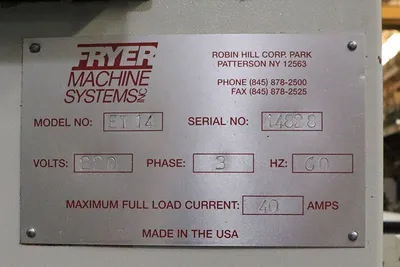 FRYER
MACHINE
SYSTEMS INC
ROBIN HILL CORP. PARK
PATTERSON NY 12563
PHONE (845) 878-2500
FAX (845) 878-2525
MODEL NO: ET 14 SERIAL NO: 14828
VOLTS: 220 PHASE: 3 HZ: 60
MAXIMUM FULL LOAD CURRENT: 40 AMPS
MADE IN THE USA